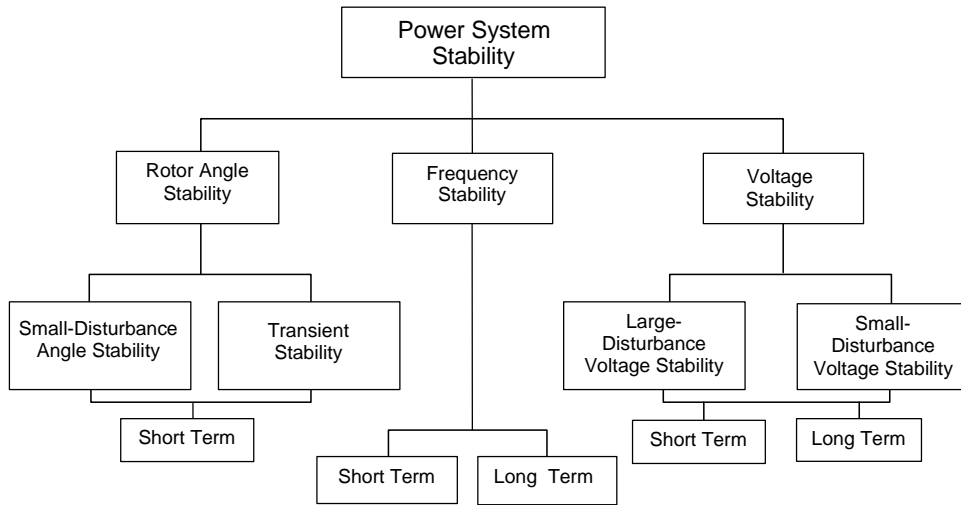 Power System
Stability
Rotor Angle
Stability
Frequency
Stability
Voltage
Stability
Small-Disturbance
Angle Stability
Transient
Stability
Large-
Disturbance
Voltage Stability
Small-
Disturbance
Voltage Stability
Short Term
Short Term
Long Term
Short Term
Long Term